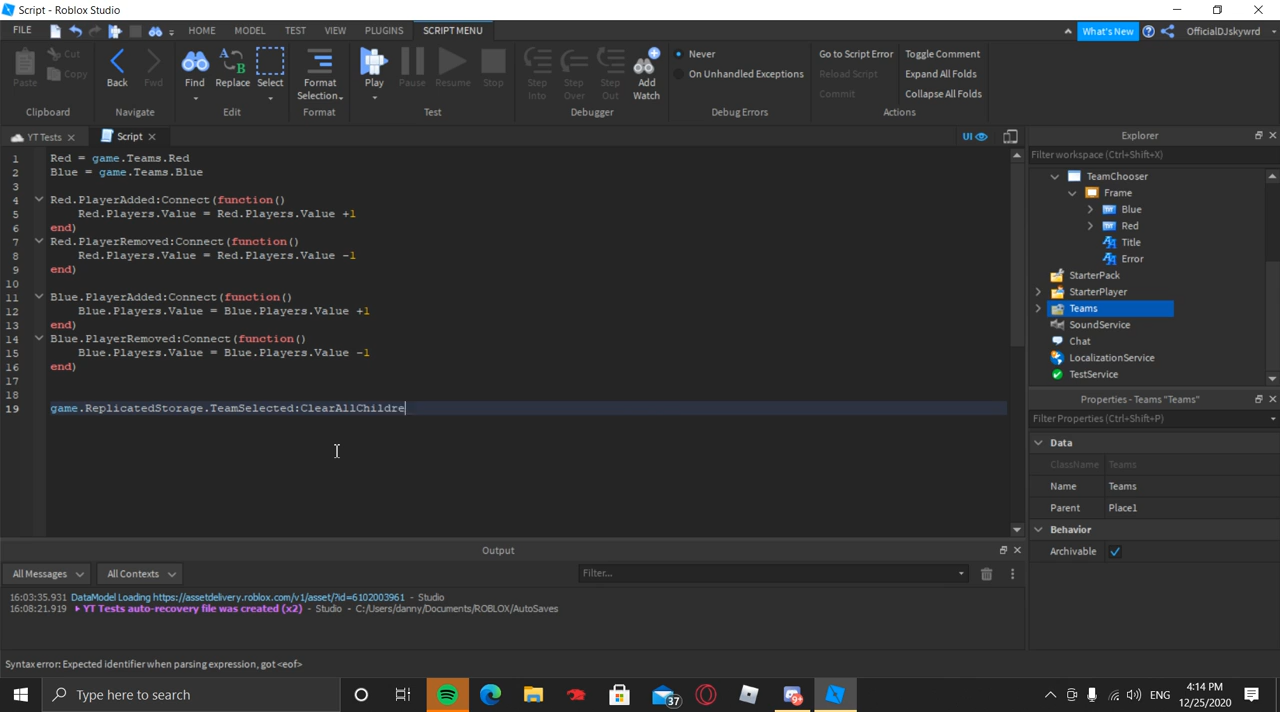 Script - Roblox Studio
FILE HOME MODEL TEST VIEW PLUGINS SCRIPT MENU What's New OfficialDJskywrd
Paste Cut Copy Back Fwd Find Replace Select Format Selection Play Pause Resume Stop Step Into Step Over Step Out Add Watch Never On Unhandled Exceptions Go to Script Error Reload Script Commit Toggle Comment Expand All Folds Collapse All Folds
Clipboard Navigate Edit Format Test Debugger Debug Errors Actions
YT Tests Script UI
1 Red = game.Teams.Red
2 Blue = game.Teams.Blue
3
4 Red.PlayerAdded:Connect(function()
5 Red.Players.Value = Red.Players.Value +1
6 end)
7 Red.PlayerRemoved:Connect(function()
8 Red.Players.Value = Red.Players.Value -1
9 end)
10
11 Blue.PlayerAdded:Connect(function()
12 Blue.Players.Value = Blue.Players.Value +1
13 end)
14 Blue.PlayerRemoved:Connect(function()
15 Blue.Players.Value = Blue.Players.Value -1
16 end)
17
18
19 game.ReplicatedStorage.TeamSelected:ClearAllChildre
Explorer
Filter workspace (Ctrl+Shift+X)
TeamChooser
Frame
Blue
Red
Title
Error
StarterPack
StarterPlayer
Teams
SoundService
Chat
LocalizationService
TestService
Properties - Teams "Teams"
Filter Properties (Ctrl+Shift+P)
Data
ClassName Teams
Name Teams
Parent Place1
Behavior
Archivable
Output
All Messages All Contexts Filter...
16:03:35.931 DataModel Loading https://assetdelivery.roblox.com/v1/asset/?id=6102003961 - Studio
16:08:21.919 YT Tests auto-recovery file was created (x2) - Studio - C:/Users/danny/Documents/ROBLOX/AutoSaves
Syntax error: Expected identifier when parsing expression, got <eof>
Type here to search 37 9+ ENG 4:14 PM
12/25/2020